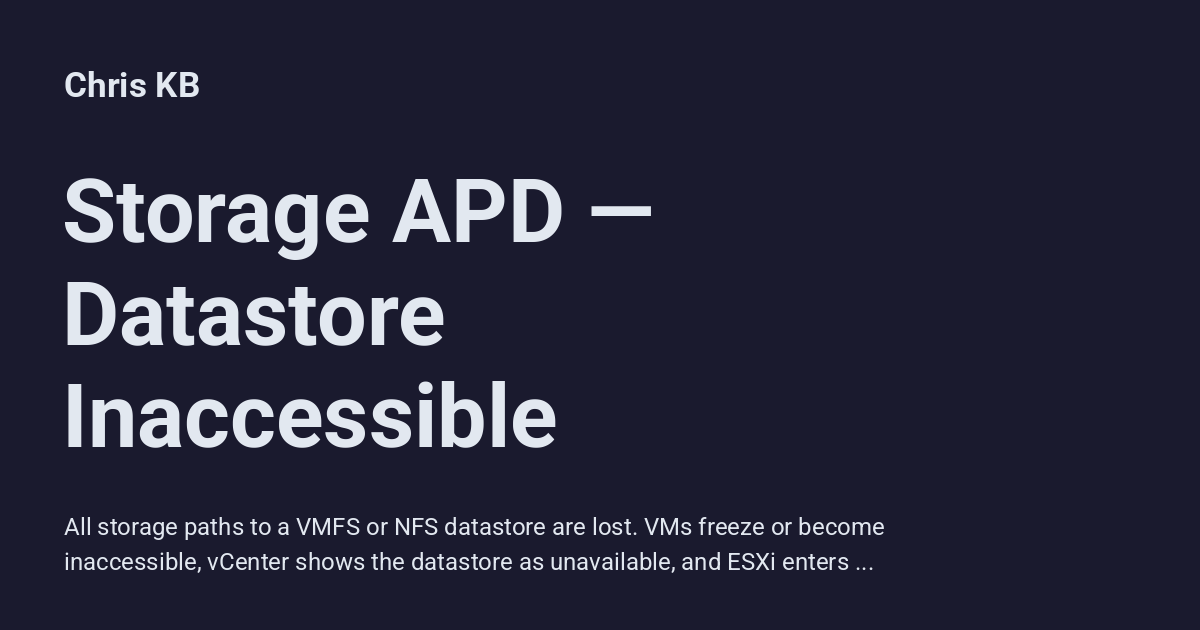 Chris KB
Storage APD —
Datastore
Inaccessible
All storage paths to a VMFS or NFS datastore are lost. VMs freeze or become
inaccessible, vCenter shows the datastore as unavailable, and ESXi enters ...